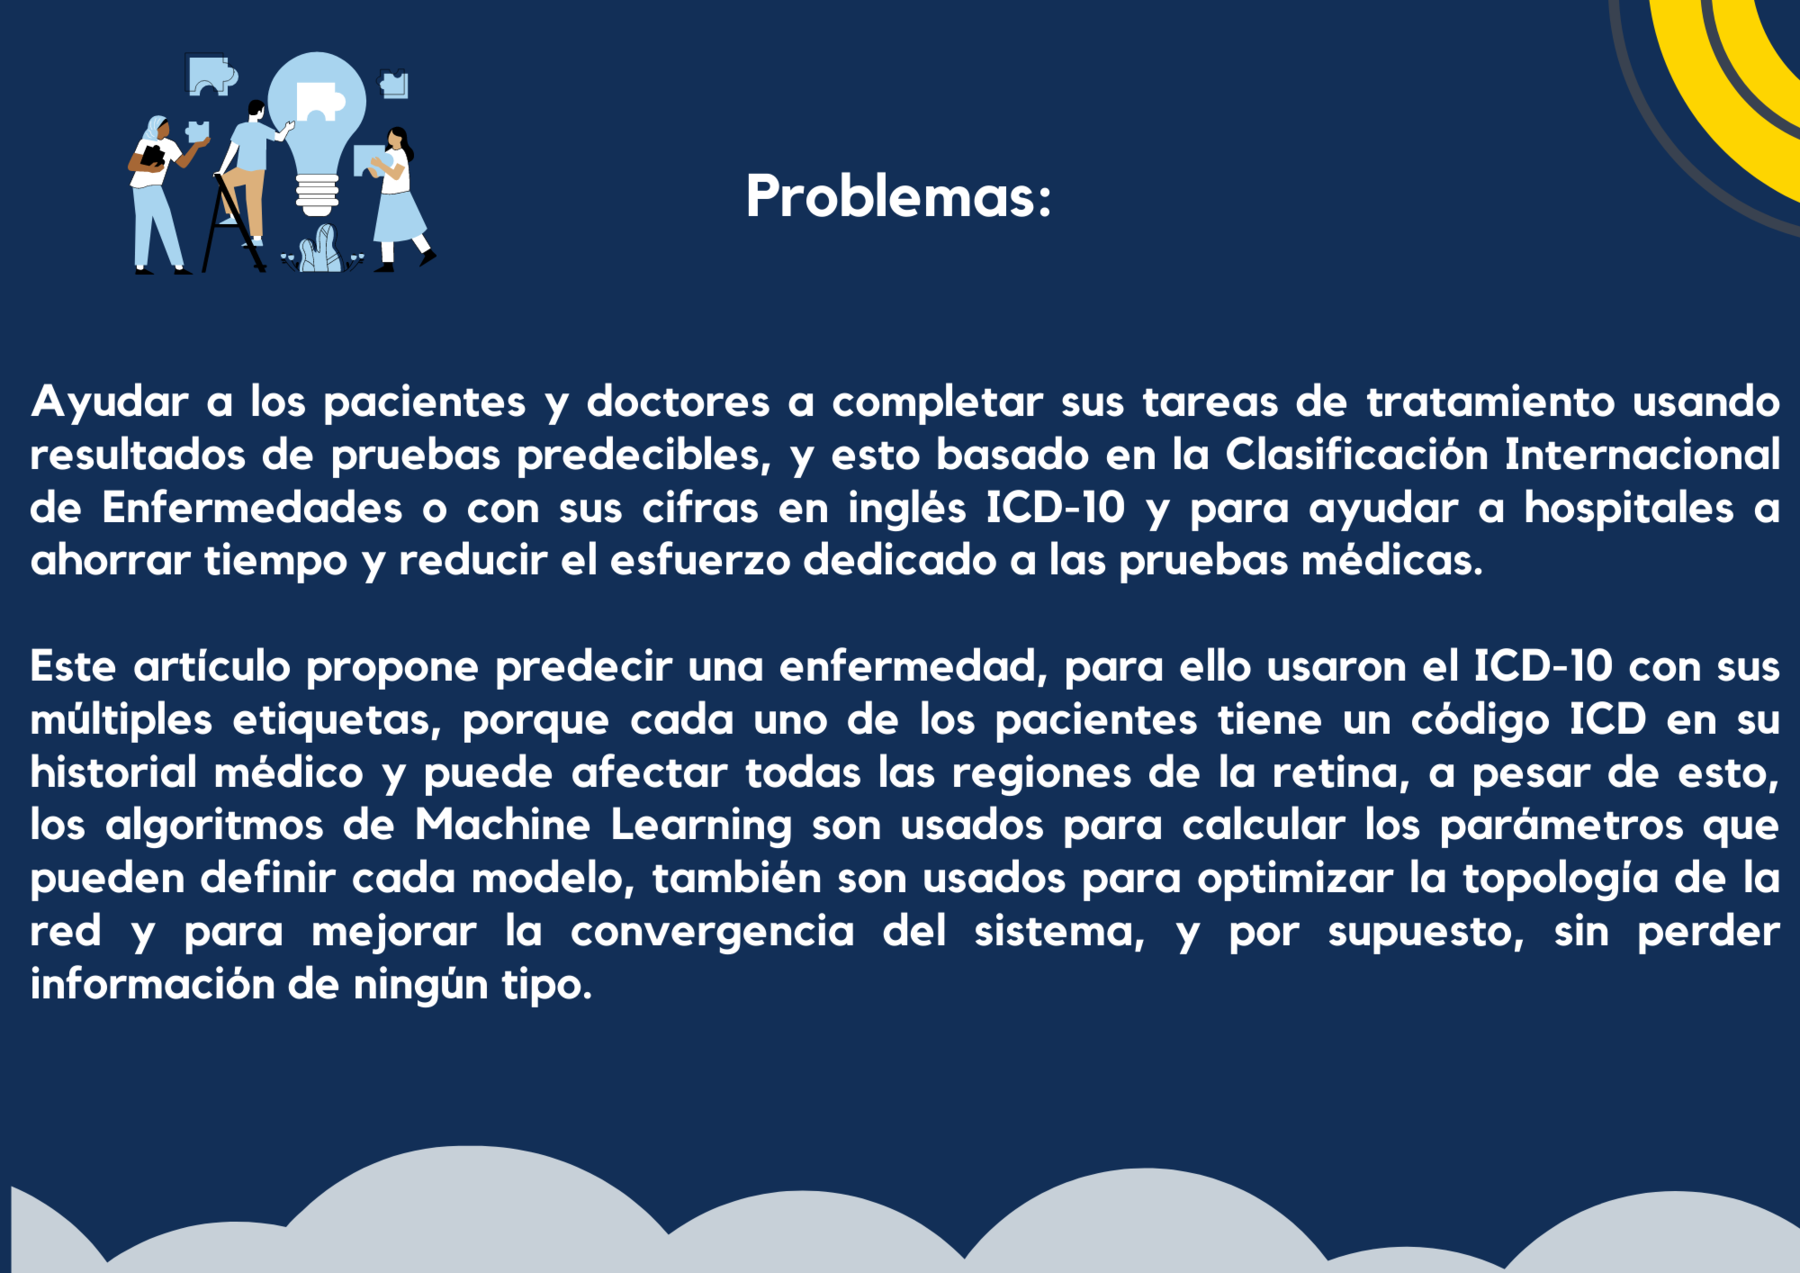 Problemas:
Ayudar a los pacientes y doctores a completar sus tareas de tratamiento usando
resultados de pruebas predecibles, y esto basado en la Clasificación Internacional
de Enfermedades o con sus cifras en inglés ICD-10 y para ayudar a hospitales a
ahorrar tiempo y reducir el esfuerzo dedicado a las pruebas médicas.
Este artículo propone predecir una enfermedad, para ello usaron el ICD-10 con sus
múltiples etiquetas, porque cada uno de los pacientes tiene un código ICD en su
historial médico y puede afectar todas las regiones de la retina, a pesar de esto,
los algoritmos de Machine Learning son usados para calcular los parámetros que
pueden definir cada modelo, también son usados para optimizar la topología de la
red y para mejorar la convergencia del sistema, y por supuesto, sin perder
información de ningún tipo.